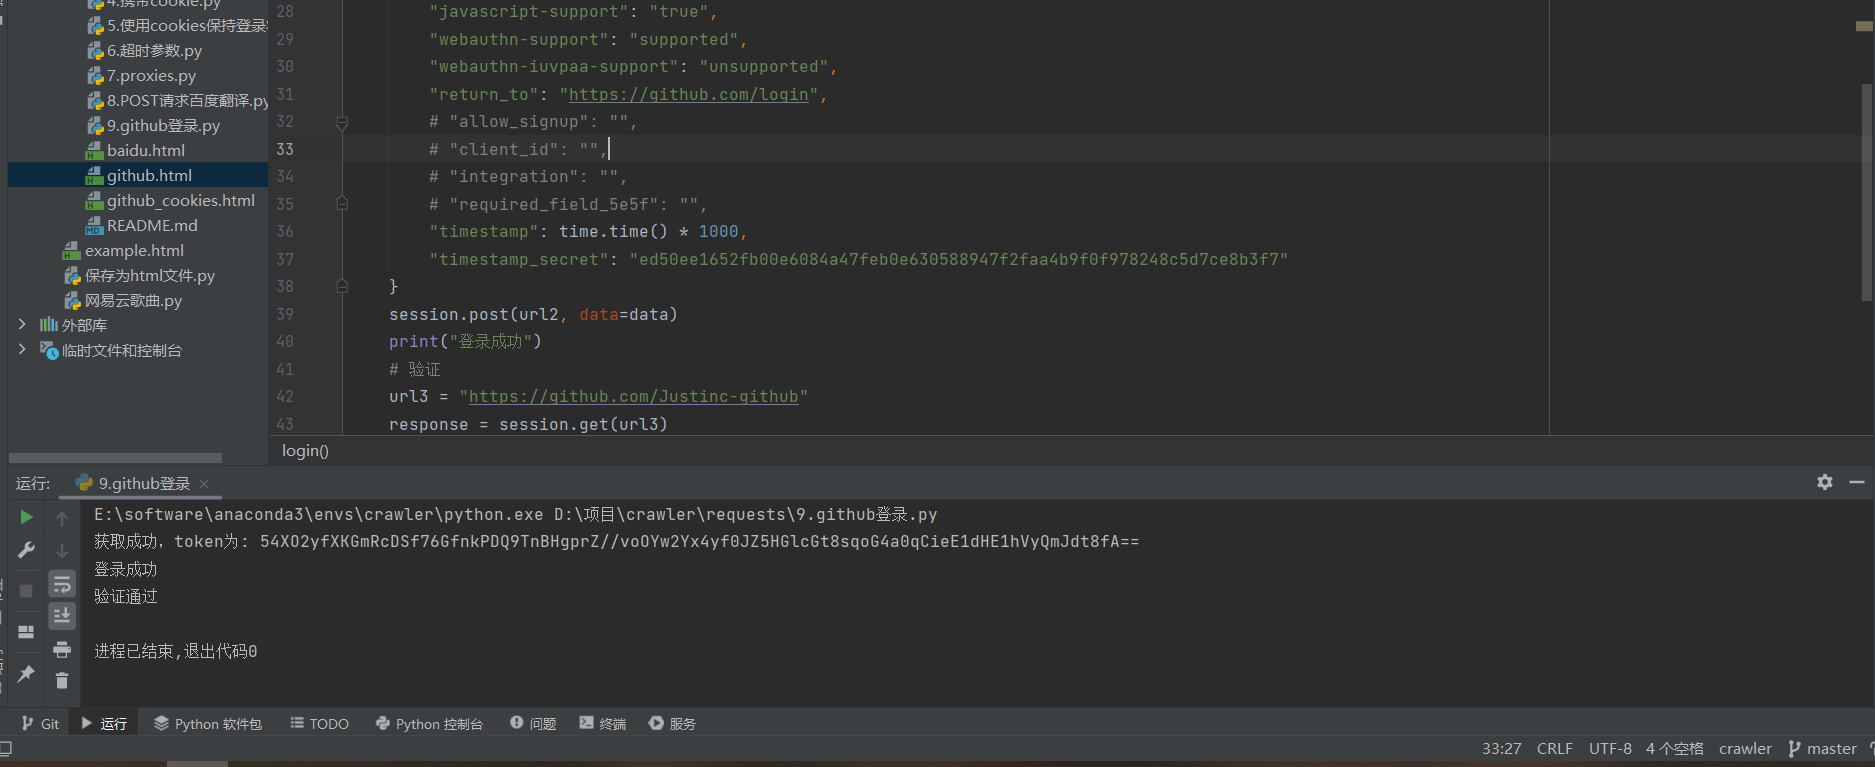 4.携带cookie.py
5.使用cookies保持登录
6.超时参数.py
7.proxies.py
8.POST请求百度翻译.py
9.github登录.py
baidu.html
github.html
github_cookies.html
README.md
example.html
保存为html文件.py
网易云歌曲.py
外部库
临时文件和控制台
28 "javascript-support": "true",
29 "webauthn-support": "supported",
30 "webauthn-iuvpaa-support": "unsupported",
31 "return_to": "https://github.com/login",
32 # "allow_signup": "",
33 # "client_id": "",
34 # "integration": "",
35 # "required_field_5e5f": "",
36 "timestamp": time.time() * 1000,
37 "timestamp_secret": "ed50ee1652fb00e6084a47feb0e630588947f2faa4b9f0f978248c5d7ce8b3f7"
38 }
39 session.post(url2, data=data)
40 print("登录成功")
41 # 验证
42 url3 = "https://github.com/Justinc-github"
43 response = session.get(url3)
login()
运行: 9.github登录
E:\software\anaconda3\envs\crawler\python.exe D:\项目\crawler\requests\9.github登录.py
获取成功，token为: 54XO2yfXKGmRcDSf76GfnkPDQ9TnBHgprZ//voOYw2Yx4yf0JZ5HGlcGt8sqoG4a0qCieE1dHE1hVyQmJdt8fA==
登录成功
验证通过
进程已结束,退出代码0
Git 运行 Python 软件包 TODO Python 控制台 问题 终端 服务
33:27 CRLF UTF-8 4 个空格 crawler master